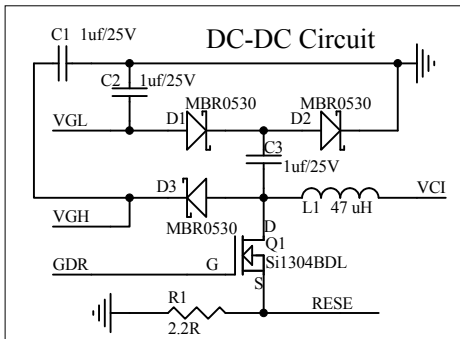 C1
1uf/25V
DC-DC Circuit
C2
1uf/25V
MBR0530
MBR0530
VGL
D1
D2
C3
1uf/25V
D3
VCI
L1 47 uH
VGH
MBR0530
D
Q1
GDR
G
Si1304BDL
S
R1
RESE
2.2R